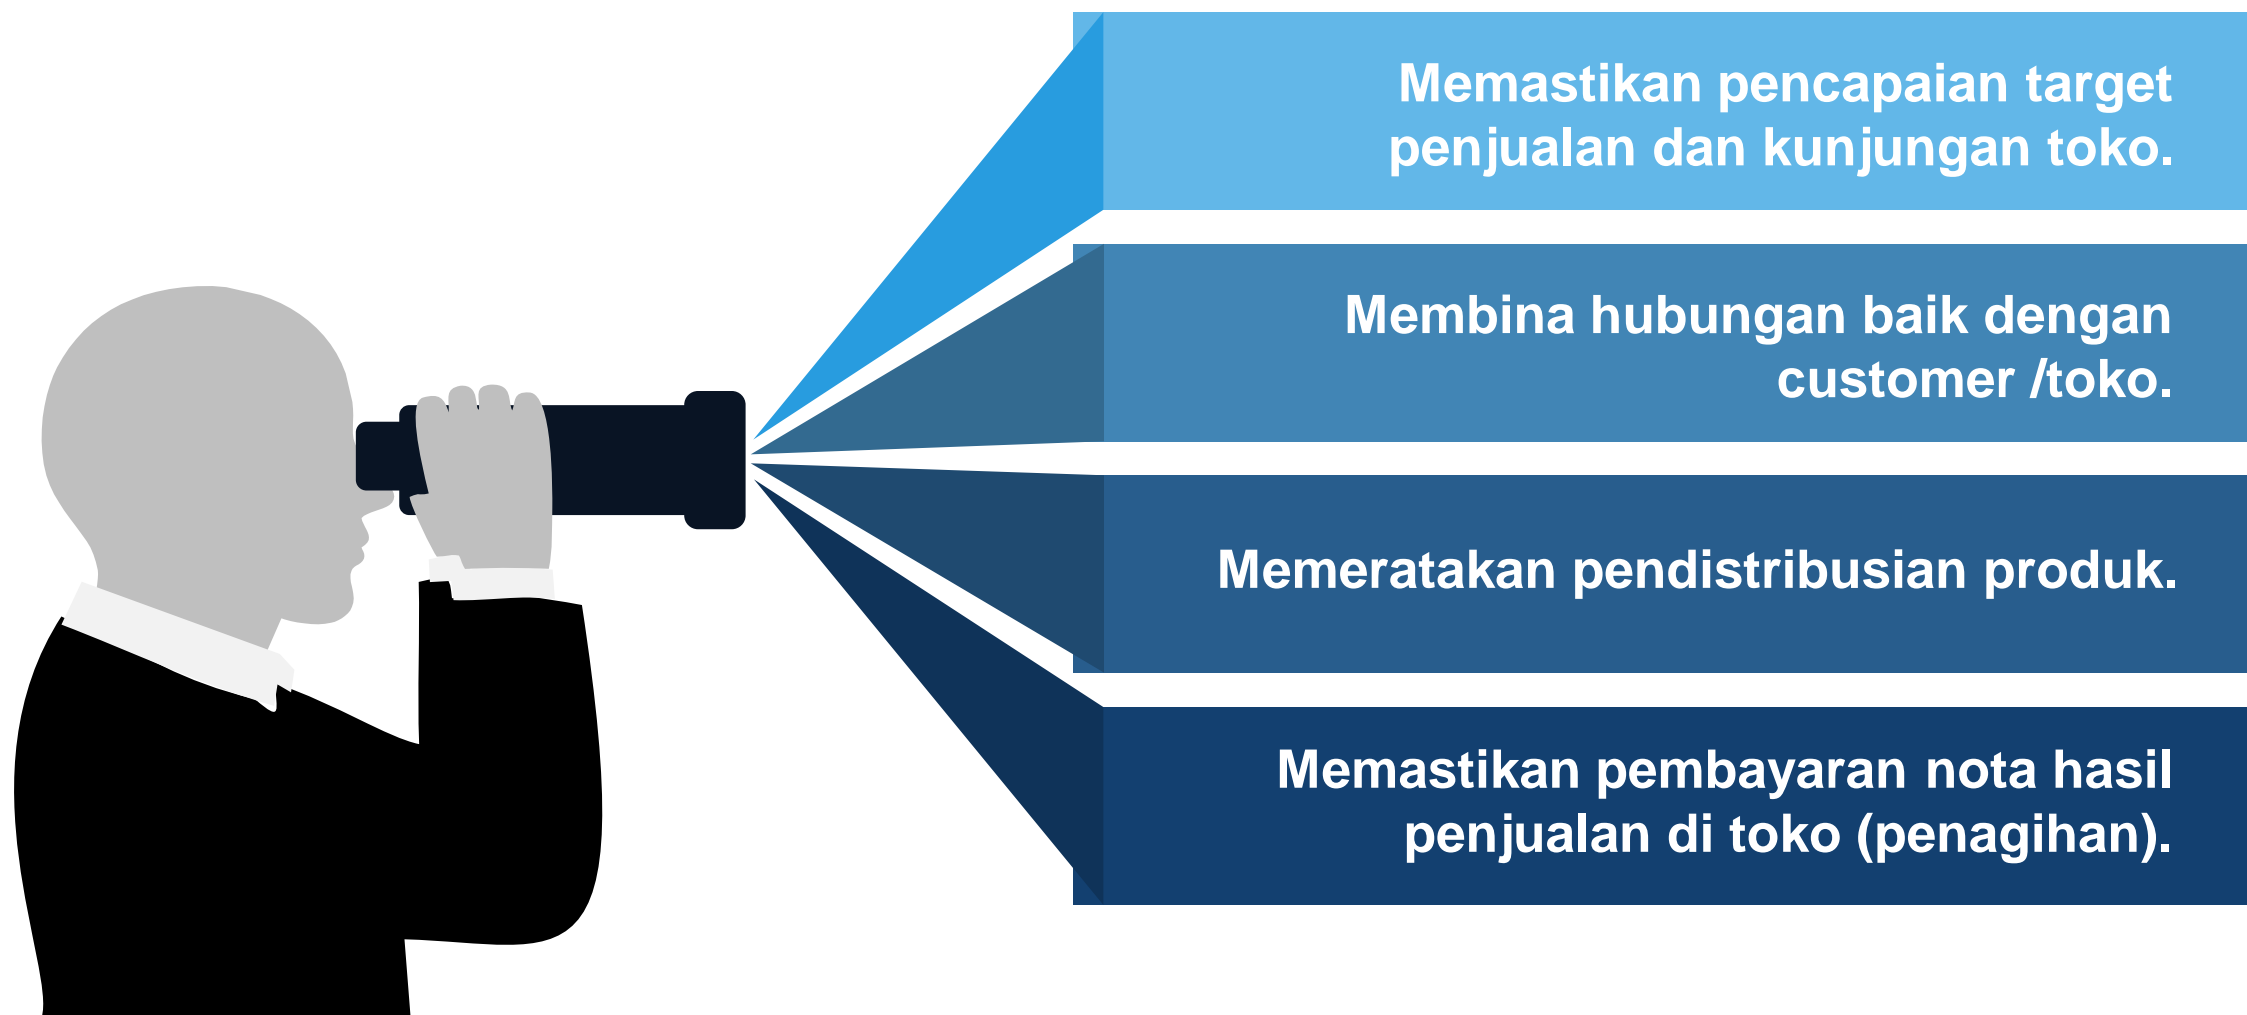 Memastikan pencapaian target
penjualan dan kunjungan toko.
Membina hubungan baik dengan
customer /toko.
Memeratakan pendistribusian produk.
Memastikan pembayaran nota hasil
penjualan di toko (penagihan).